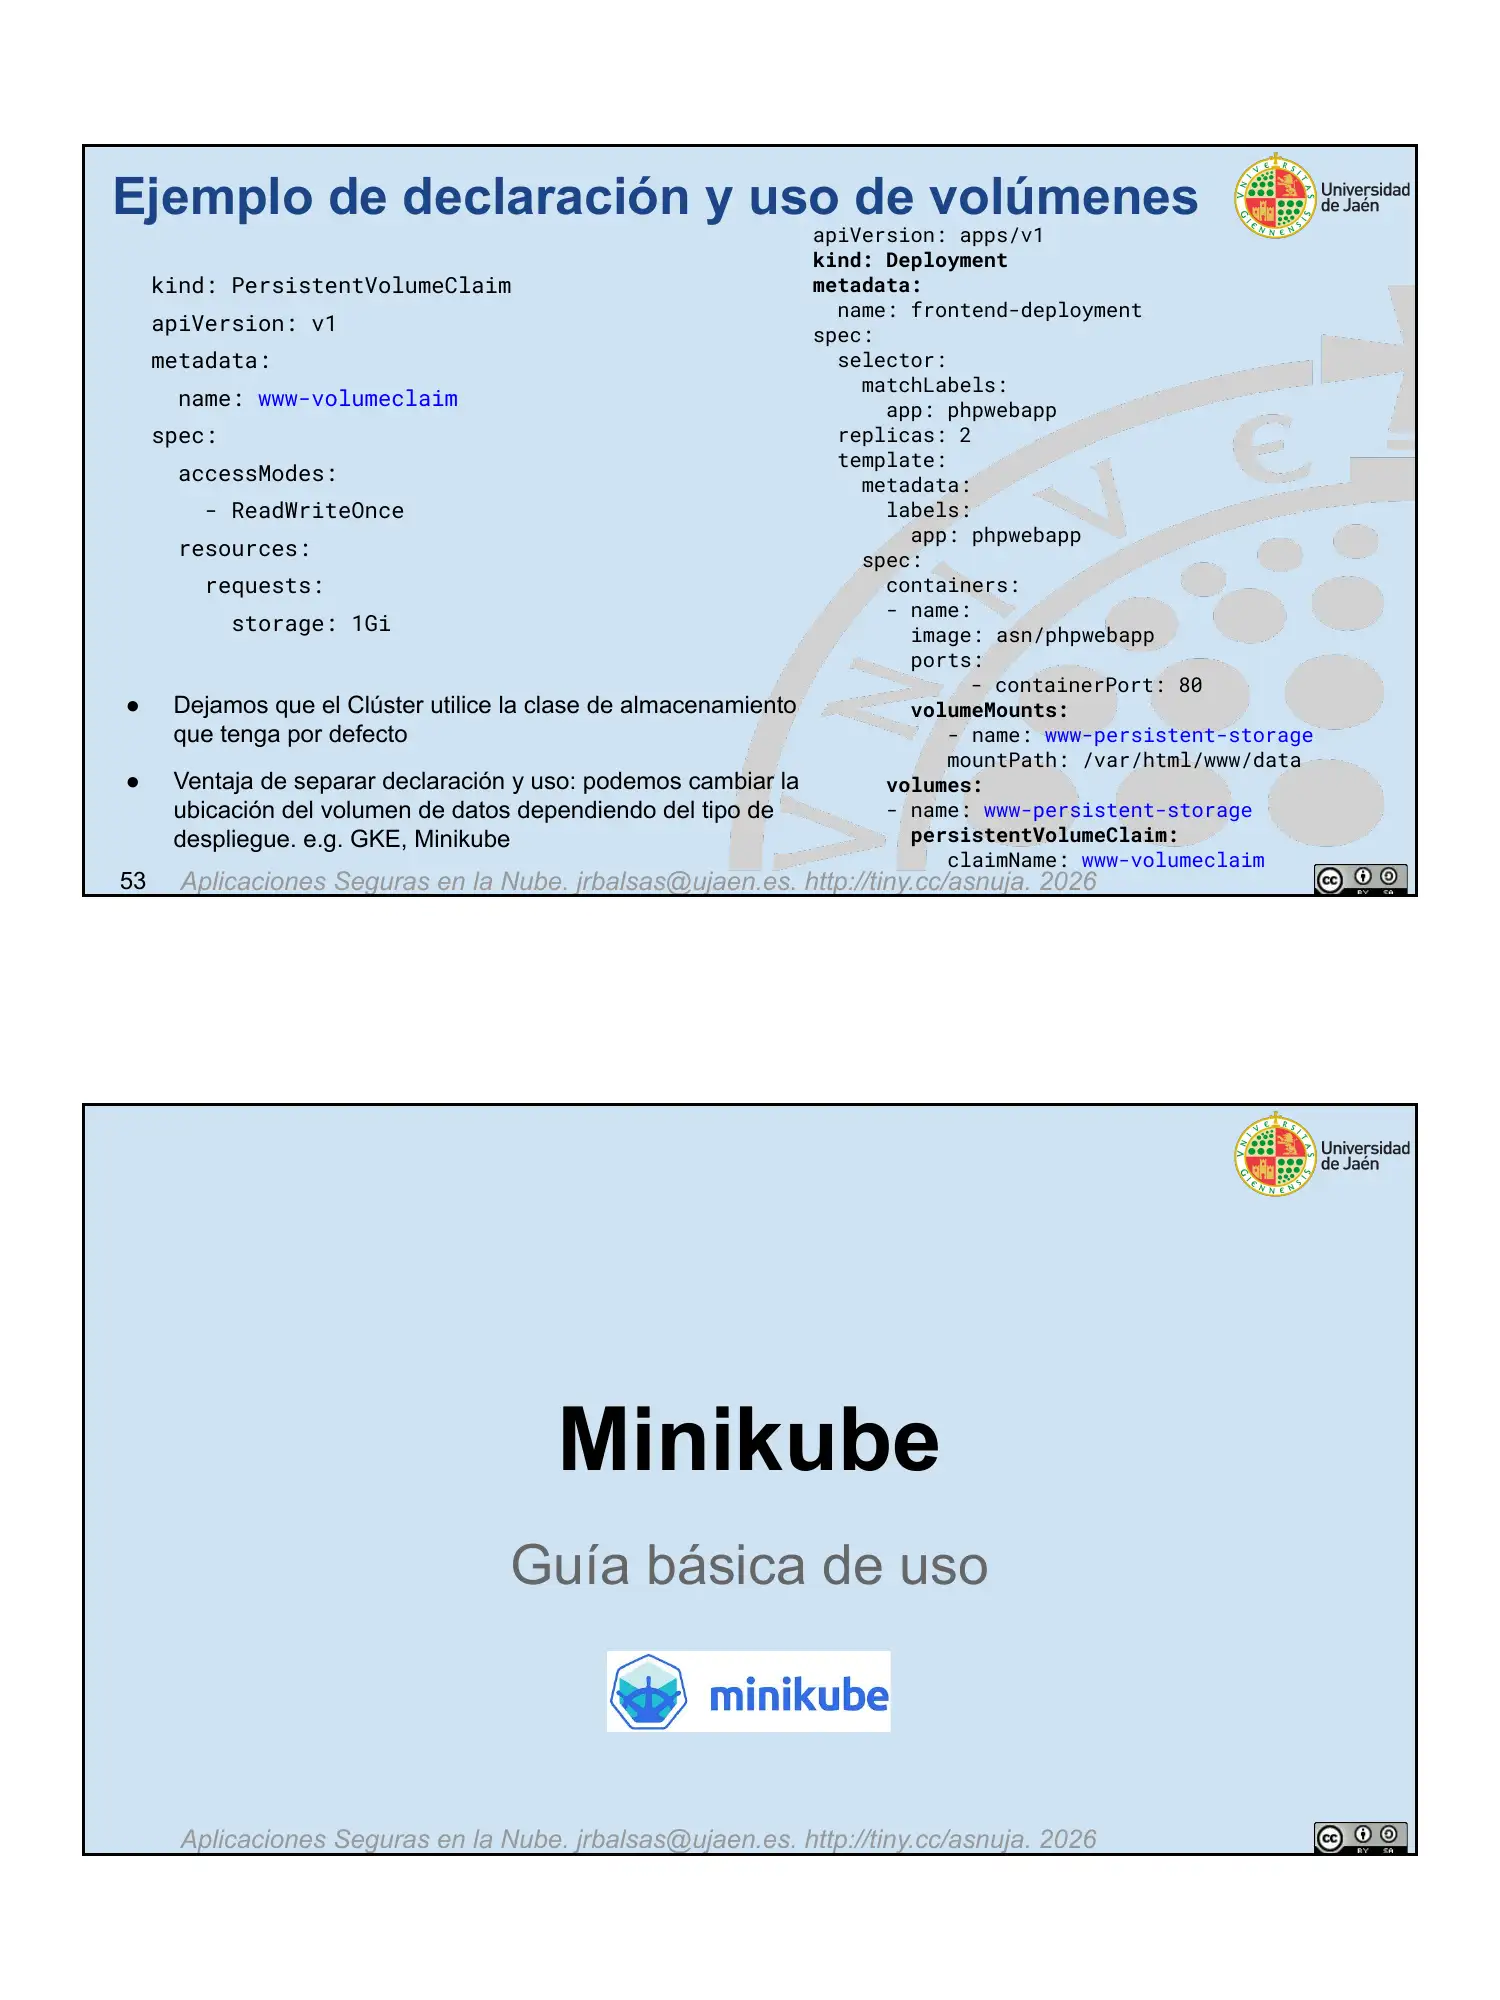 Ejemplo de declaración y uso de volúmenes
Universidad
de Jaén
kind: PersistentVolumeClaim
apiVersion: v1
metadata:
  name: www-volumeclaim
spec:
  accessModes:
    - ReadWriteOnce
  resources:
    requests:
      storage: 1Gi
● Dejamos que el Clúster utilice la clase de almacenamiento
que tenga por defecto
● Ventaja de separar declaración y uso: podemos cambiar la
ubicación del volumen de datos dependiendo del tipo de
despliegue. e.g. GKE, Minikube
apiVersion: apps/v1
kind: Deployment
metadata:
  name: frontend-deployment
spec:
  selector:
    matchLabels:
      app: phpwebapp
  replicas: 2
  template:
    metadata:
      labels:
        app: phpwebapp
    spec:
      containers:
      - name:
        image: asn/phpwebapp
        ports:
             - containerPort: 80
        volumeMounts:
           - name: www-persistent-storage
           mountPath: /var/html/www/data
      volumes:
      - name: www-persistent-storage
        persistentVolumeClaim:
           claimName: www-volumeclaim
53 Aplicaciones Seguras en la Nube. jrbalsas@ujaen.es. http://tiny.cc/asnuja. 2026
cc BY SA
Universidad
de Jaén
Minikube
Guía básica de uso
minikube
Aplicaciones Seguras en la Nube. jrbalsas@ujaen.es. http://tiny.cc/asnuja. 2026
cc BY SA